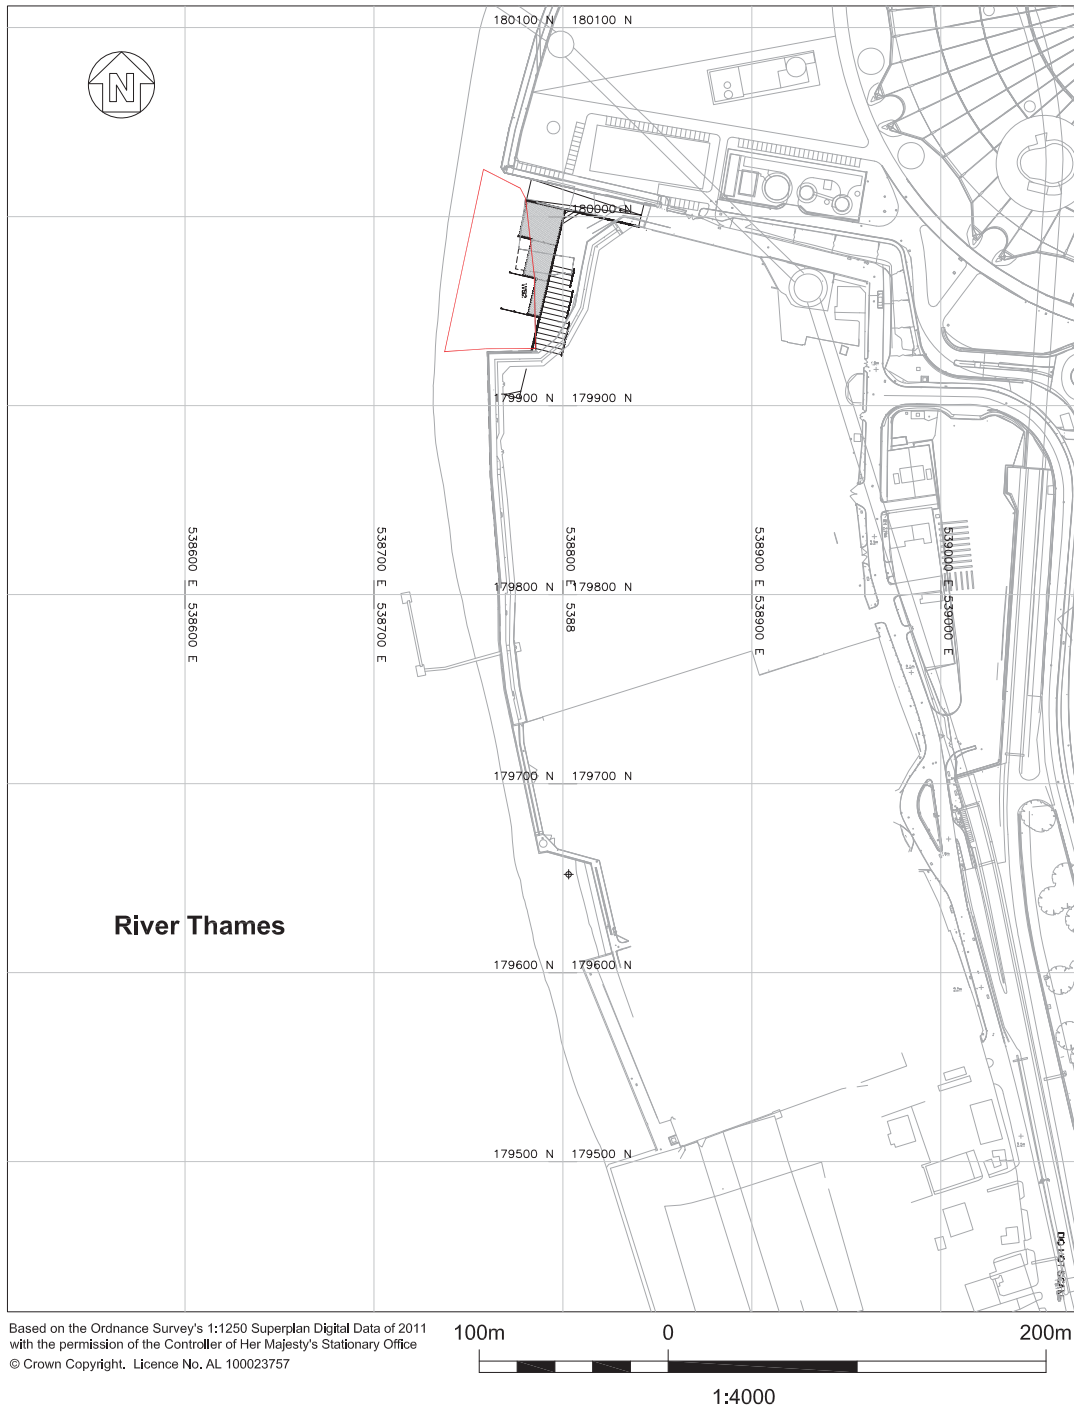 180100 N 180100 N
N
180000 N
WB2
179900 N 179900 N
538600 E 538700 E 538800 E 538900 E 539000 E
179800 N 179800 N
538600 E 538700 E 5388 538900 E 539000 E
179700 N 179700 N
River Thames
179600 N 179600 N
179500 N 179500 N
Based on the Ordnance Survey's 1:1250 Superplan Digital Data of 2011
with the permission of the Controller of Her Majesty's Stationary Office
© Crown Copyright. Licence No. AL 100023757
100m 0 200m
1:4000